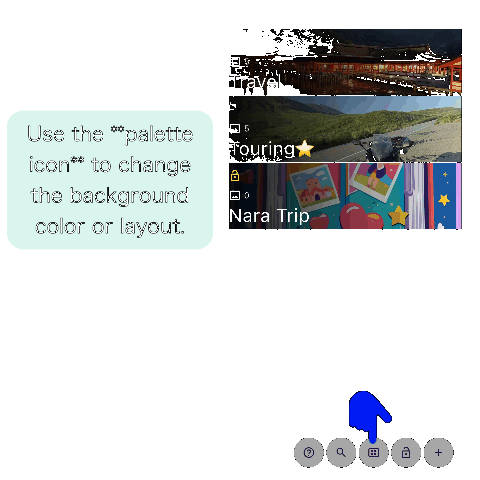 Use the **palette
icon** to change
the background
color or layout.
Travel
5
Touring⭐
0
Nara Trip